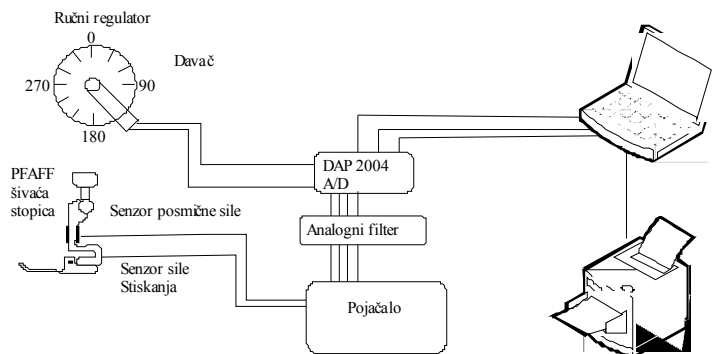 Ručni regulator
0
Davač
270
90
180
PFAFF
šivaća
stopica
DAP 2004
A/D
Senzor posmične sile
Analogni filter
Senzor sile
Stiskanja
Pojačalo